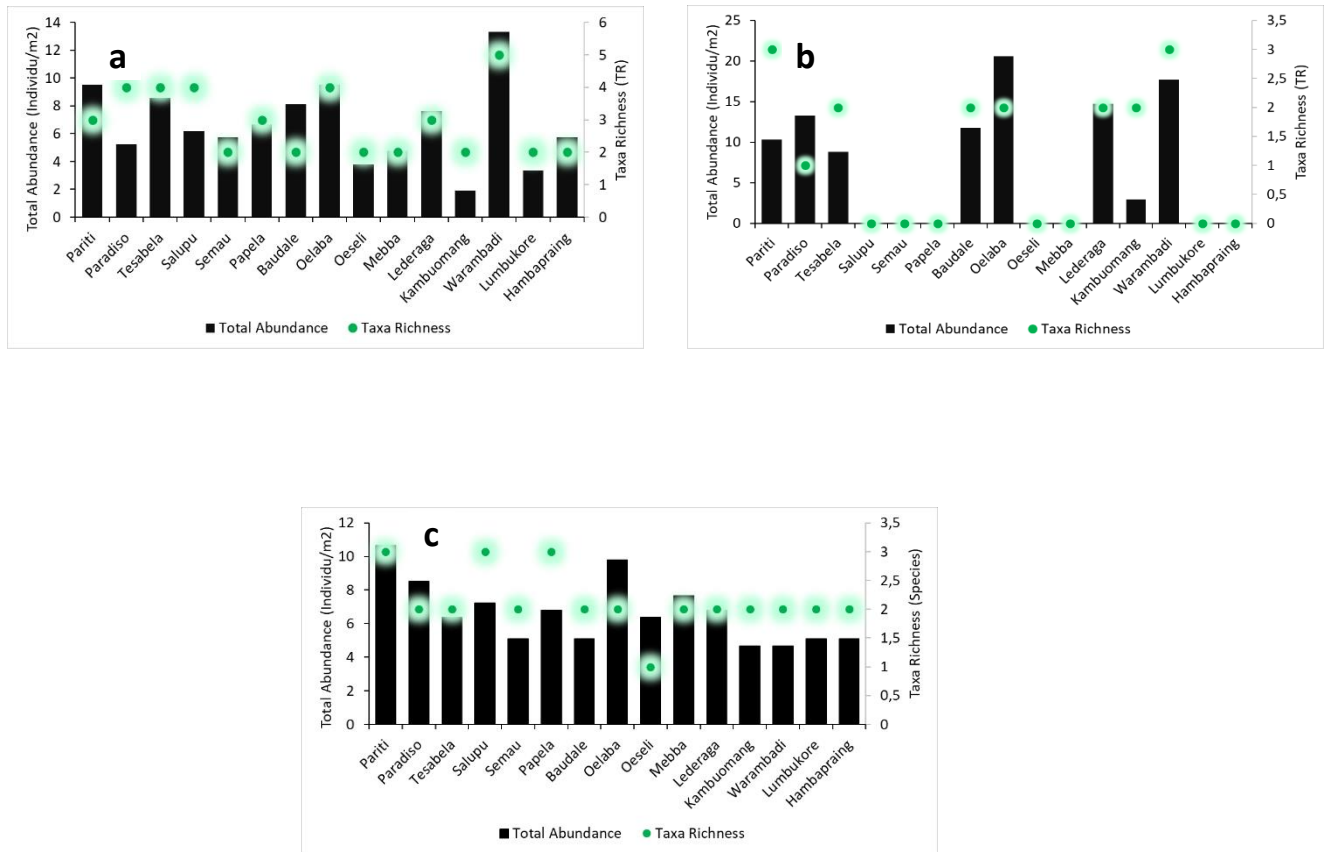 a
Total Abundance (Individu/m2)
14
12
10
8
6
4
2
0
6
5
4
3
2
1
0
Taxa Richness (TR)
Pariti
Paradiso
Tesabela
Salupu
Semau
Papela
Baudale
Oelaba
Oeseli
Mebba
Lederaga
Kambuomang
Warambadi
Lumbukore
Hambapraing
Total Abundance
Taxa Richness
b
Total Abundance (Individu/m2)
25
20
15
10
5
0
3,5
3
2,5
2
1,5
1
0,5
0
Taxa Richness (TR)
Pariti
Paradiso
Tesabela
Salupu
Semau
Papela
Baudale
Oelaba
Oeseli
Mebba
Lederaga
Kambuomang
Warambadi
Lumbukore
Hambapraing
Total Abundance
Taxa Richness
c
Total Abundance (Individu/m2)
12
10
8
6
4
2
0
3,5
3
2,5
2
1,5
1
0,5
0
Taxa Richness (Species)
Pariti
Paradiso
Tesabela
Salupu
Semau
Papela
Baudale
Oelaba
Oeseli
Mebba
Lederaga
Kambuomang
Warambadi
Lumbukore
Hambapraing
Total Abundance
Taxa Richness